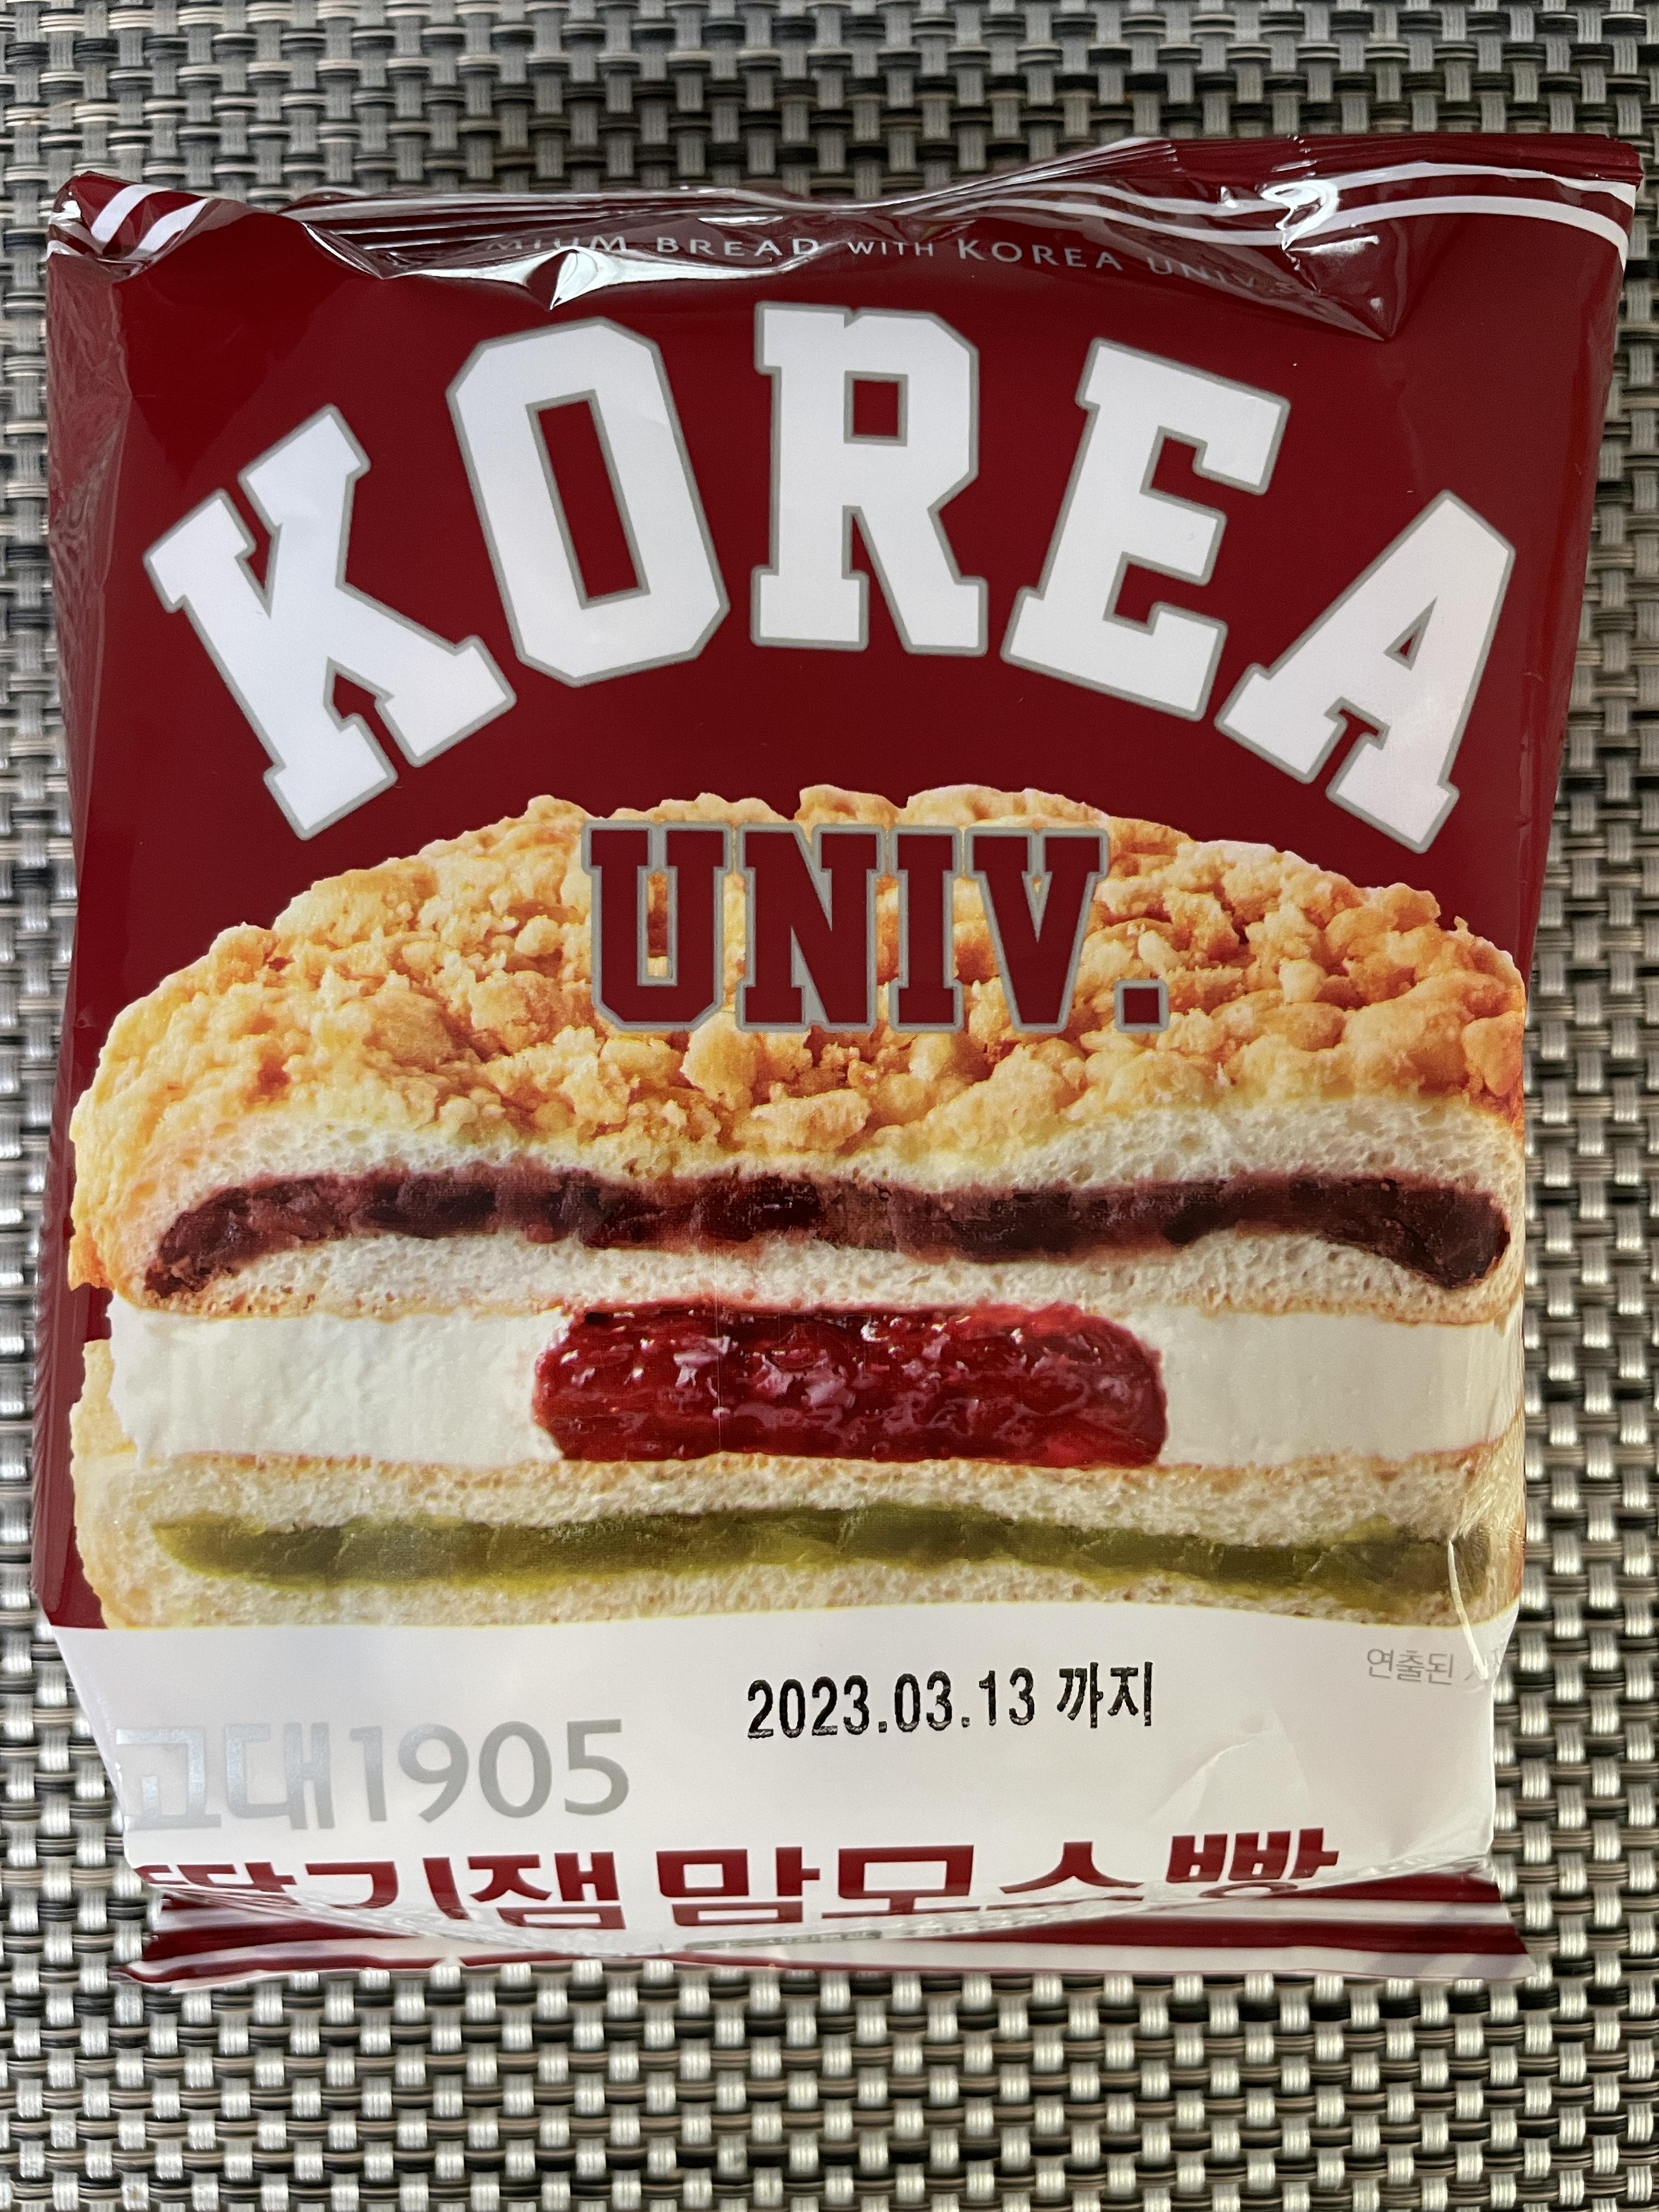 BREAD WITH KOREA
KOREA
UNIV.
연출된
2023.03.13 까지
고대1905
딸기잼 맘모스빵